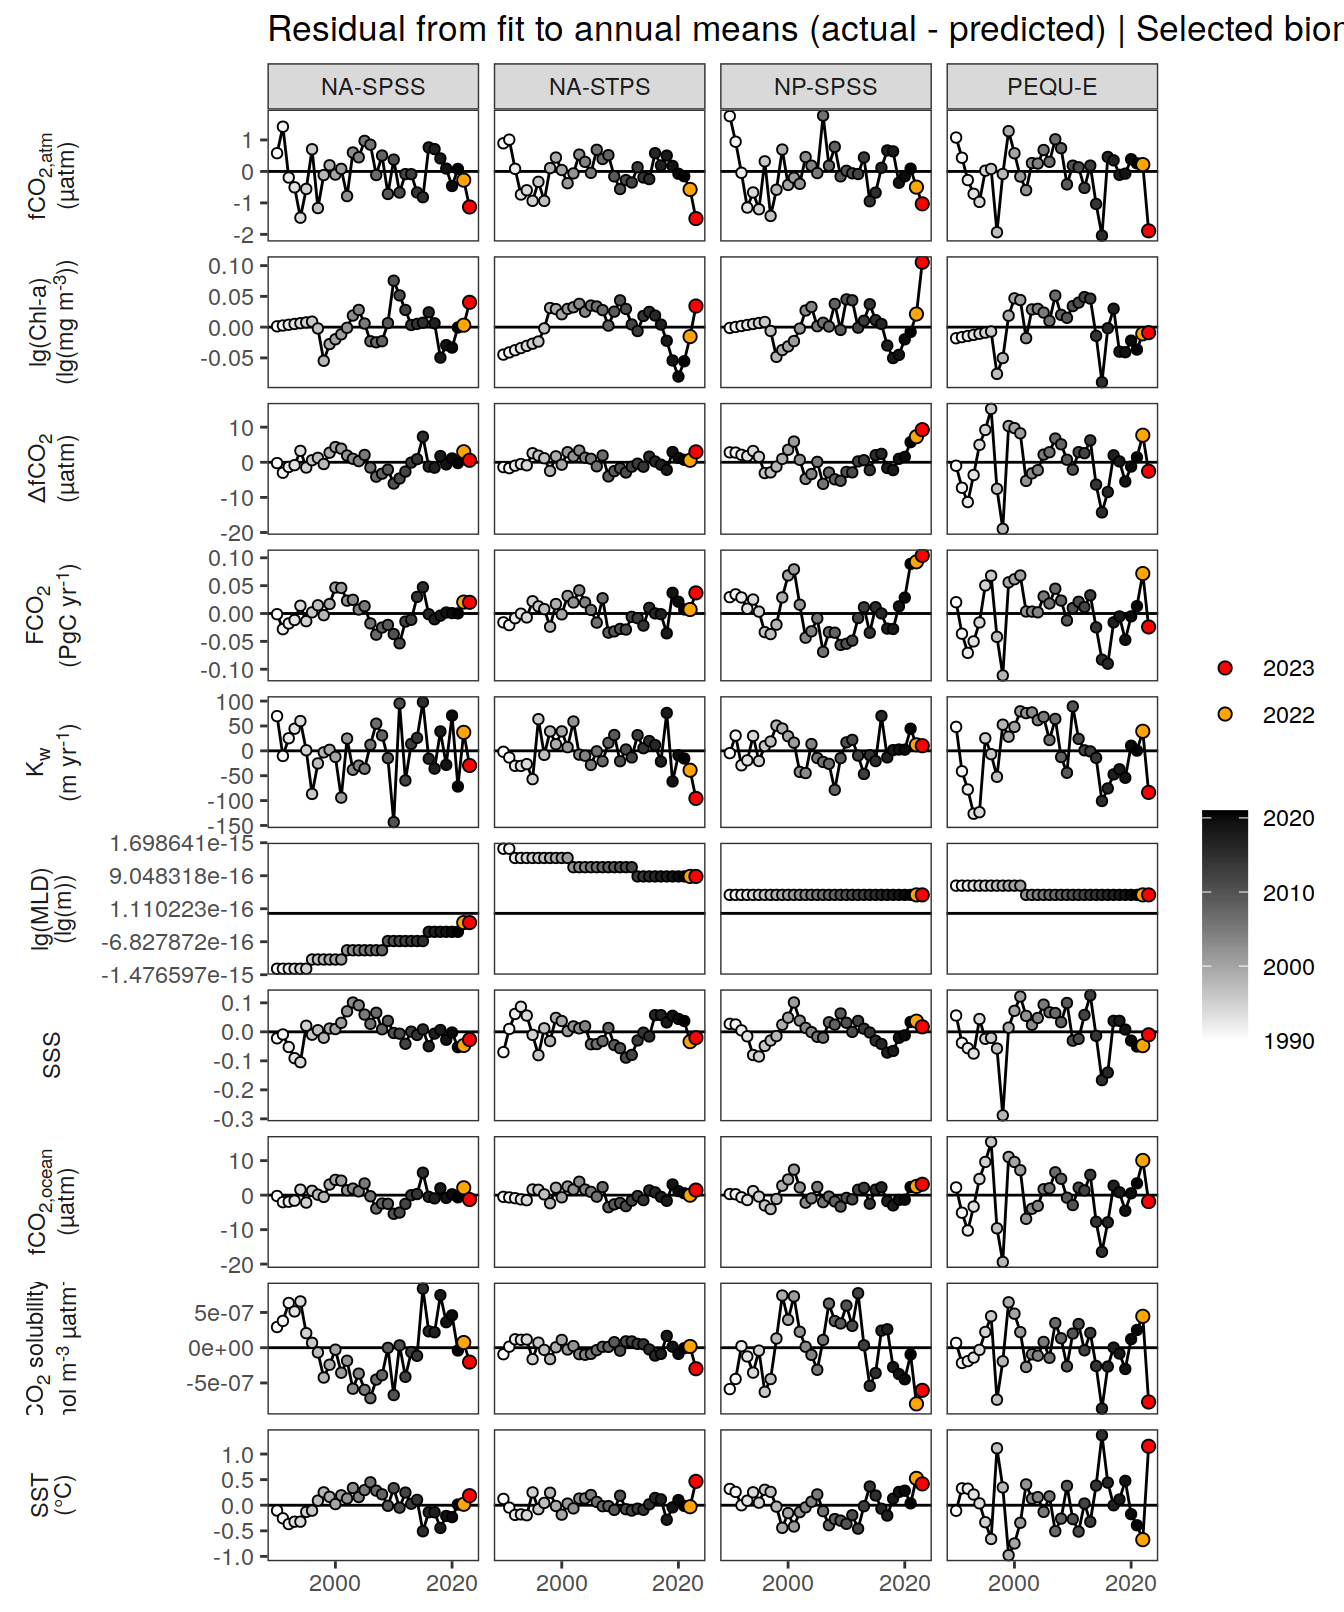 Residual from fit to annual means (actual - predicted) | Selected bion
NA-SPSS NA-STPS NP-SPSS PEQU-E
fCO2,atm
(µatm)
1
0
-1
-2
lg(Chl-a)
(lg(mg m-3))
0.10
0.05
0.00
-0.05
ΔfCO2
(µatm)
10
0
-10
-20
FCO2
(PgC yr-1)
0.10
0.05
0.00
-0.05
-0.10
Kw
(m yr-1)
100
50
0
-50
-100
-150
lg(MLD)
(lg(m))
1.698641e-15
9.048318e-16
1.110223e-16
-6.827872e-16
-1.476597e-15
SSS
0.1
0.0
-0.1
-0.2
-0.3
fCO2,ocean
(µatm)
10
0
-10
-20
CO2 solubility
nol m-3 µatm-
5e-07
0e+00
-5e-07
SST
(°C)
1.0
0.5
0.0
-0.5
-1.0
2000 2020 2000 2020 2000 2020 2000 2020
2023
2022
2020
2010
2000
1990